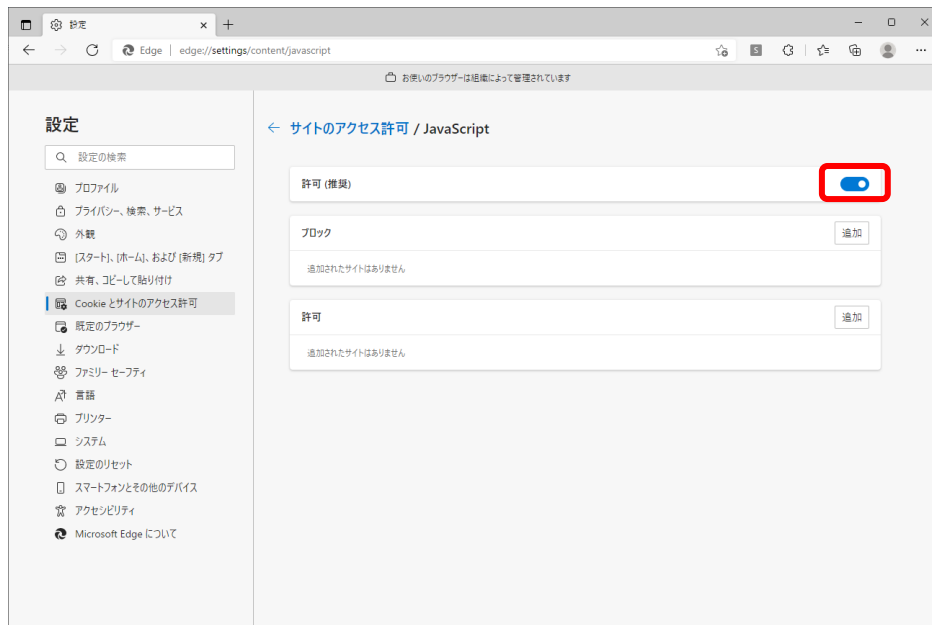 設定
Edge | edge://settings/content/javascript
お使いのブラウザーは組織によって管理されています
設定
設定の検索
プロファイル
プライバシー、検索、サービス
外観
[スタート]、[ホーム]、および [新規] タブ
共有、コピーして貼り付け
Cookie とサイトのアクセス許可
既定のブラウザー
ダウンロード
ファミリー セーフティ
言語
プリンター
システム
設定のリセット
スマートフォンとその他のデバイス
アクセシビリティ
Microsoft Edge について
サイトのアクセス許可 / JavaScript
許可 (推奨)
ブロック
追加
追加されたサイトはありません
許可
追加
追加されたサイトはありません